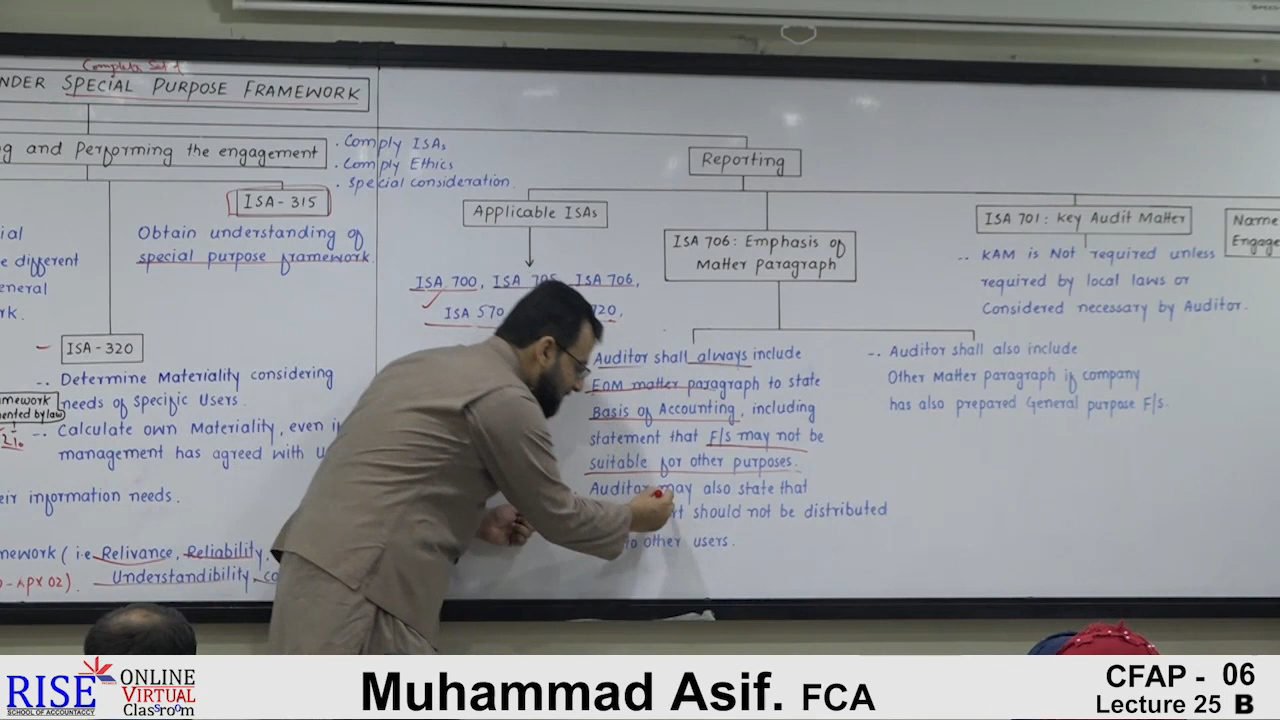 Complete Set of
NDER SPECIAL PURPOSE FRAMEWORK
g and Performing the engagement
. Comply ISAs
. Comply Ethics
. Special consideration.
ISA - 315
Obtain understanding of
special purpose framework
ial
e different
eneral
rk.
ISA - 320
-. Determine Materiality considering
needs of specific Users.
-. Calculate own Materiality, even i
management has agreed with u
mework
ented by law
2%
eir information needs.
mework ( i.e Relivance, Reliability,
Understandibility, co
Reporting
Applicable ISAs
ISA 700, ISA 705, ISA 706,
ISA 570 720,
ISA 706: Emphasis of
Matter Paragraph
Auditor shall always include
EOM matter paragraph to state
Basis of Accounting, including
statement that F/s may not be
suitable for other purposes.
Auditor may also state that
t should not be distributed
to other users.
-. Auditor shall also include
Other Matter Paragraph if company
has also prepared General purpose F/s.
ISA 701: Key Audit Matter
-. KAM is Not required unless
required by local laws or
Considered necessary by Auditor.
Name
Engage
RISE
SCHOOL OF ACCOUNTANCY
ONLINE
VIRTUAL
Classroom
Muhammad Asif. FCA
CFAP - 06
Lecture 25 B